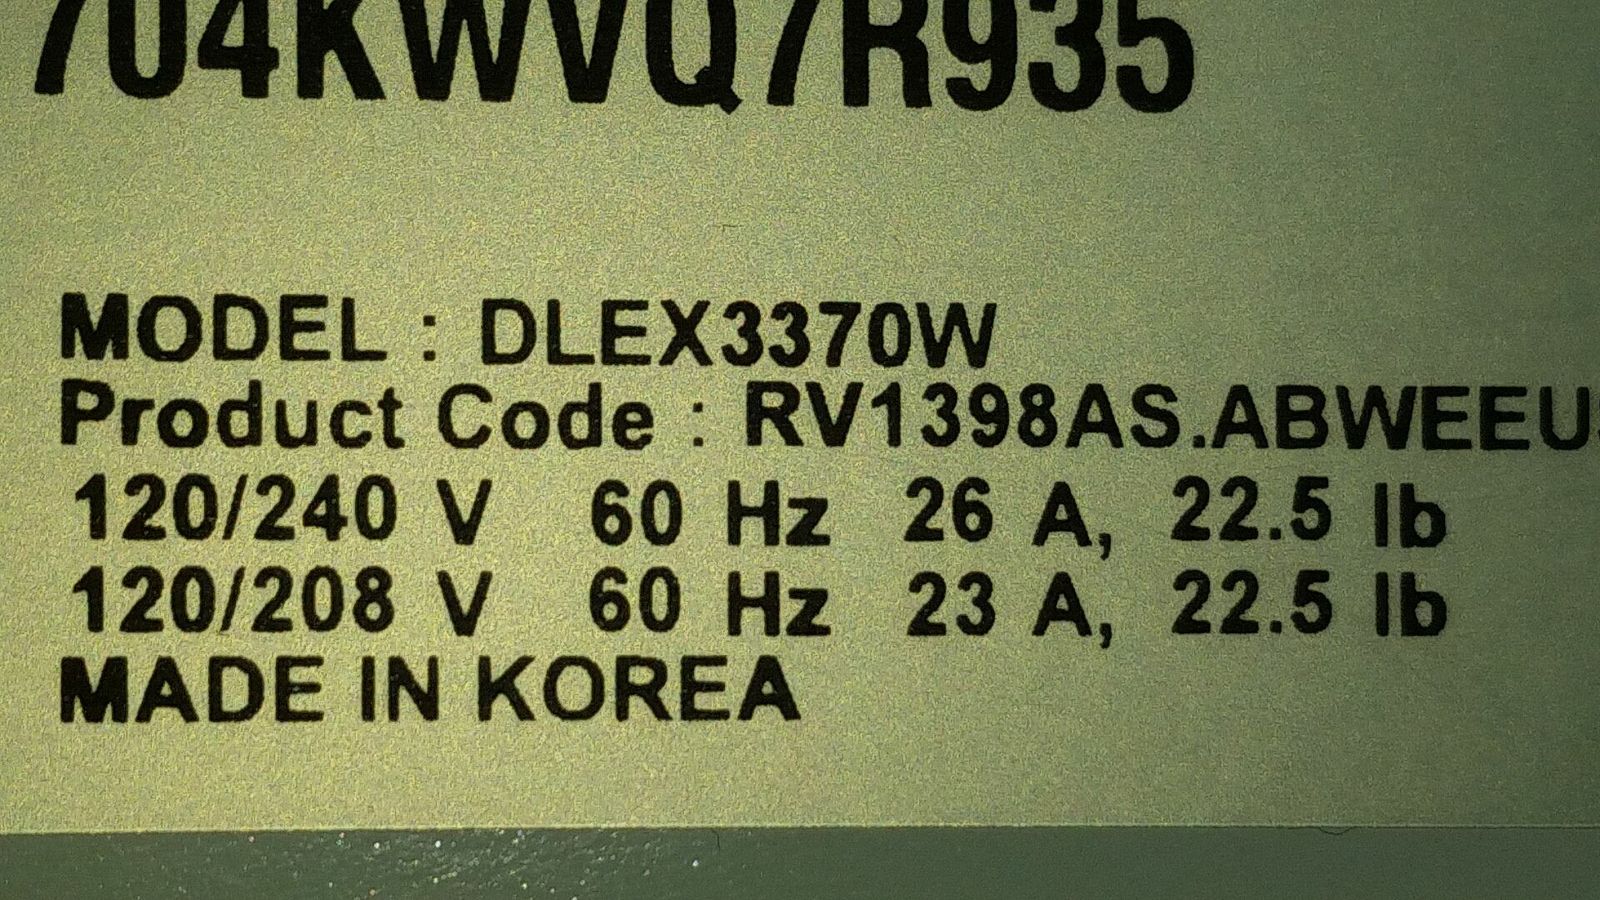 704KWVQ7R935
MODEL : DLEX3370W
Product Code : RV1398AS.ABWEEU
120/240 V 60 Hz 26 A, 22.5 lb
120/208 V 60 Hz 23 A, 22.5 lb
MADE IN KOREA